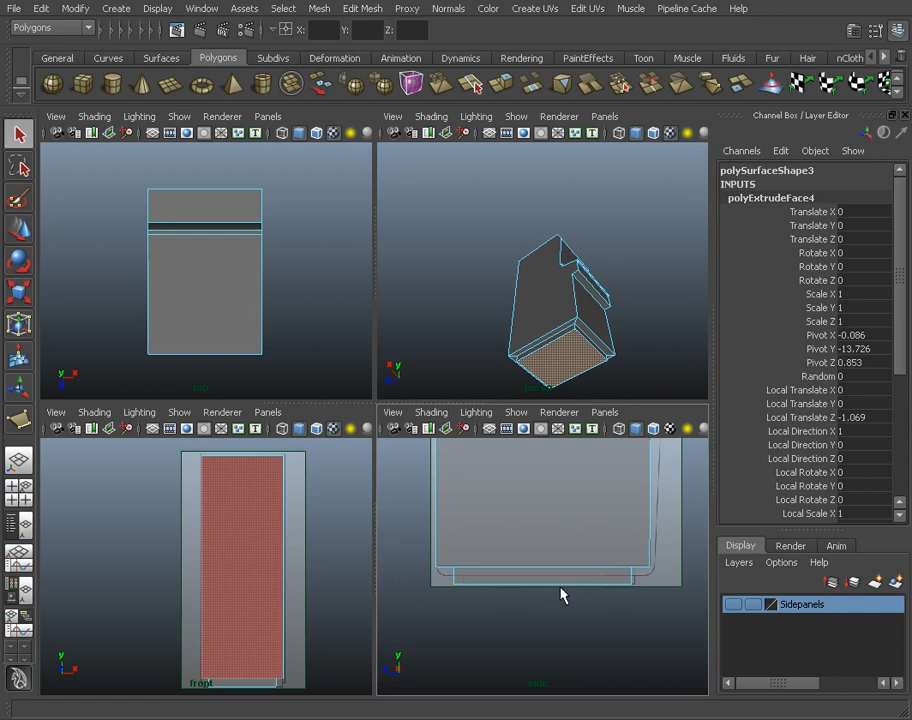 File Edit Modify Create Display Window Assets Select Mesh Edit Mesh Proxy Normals Color Create UVs Edit UVs Muscle Pipeline Cache Help
Polygons X: Y: Z:
General Curves Surfaces Polygons Subdivs Deformation Animation Dynamics Rendering PaintEffects Toon Muscle Fluids Fur Hair nCloth
View Shading Lighting Show Renderer Panels
View Shading Lighting Show Renderer Panels
Channel Box / Layer Editor
Channels Edit Object Show
polySurfaceShape3
INPUTS
polyExtrudeFace4
Translate X 0
Translate Y 0
Translate Z 0
Rotate X 0
Rotate Y 0
Rotate Z 0
Scale X 1
Scale Y 1
Scale Z 1
Pivot X -0.086
Pivot Y -13.726
Pivot Z 0.853
Random 0
Local Translate X 0
Local Translate Y 0
Local Translate Z -1.069
Local Direction X 1
Local Direction Y 0
Local Direction Z 0
Local Rotate X 0
Local Rotate Y 0
Local Rotate Z 0
Local Scale X 1
y x
z
top
x y
z
View Shading Lighting Show Renderer Panels
View Shading Lighting Show Renderer Panels
y
z x
front
y
z x
side
Display Render Anim
Layers Options Help
Sidepanels